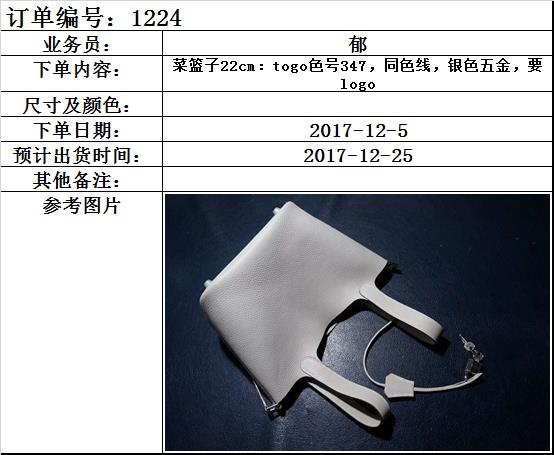 订单编号：1224
业务员： 郁
下单内容： 菜篮子22cm：togo色号347，同色线，银色五金，要
logo
尺寸及颜色：
下单日期： 2017-12-5
预计出货时间： 2017-12-25
其他备注：
参考图片